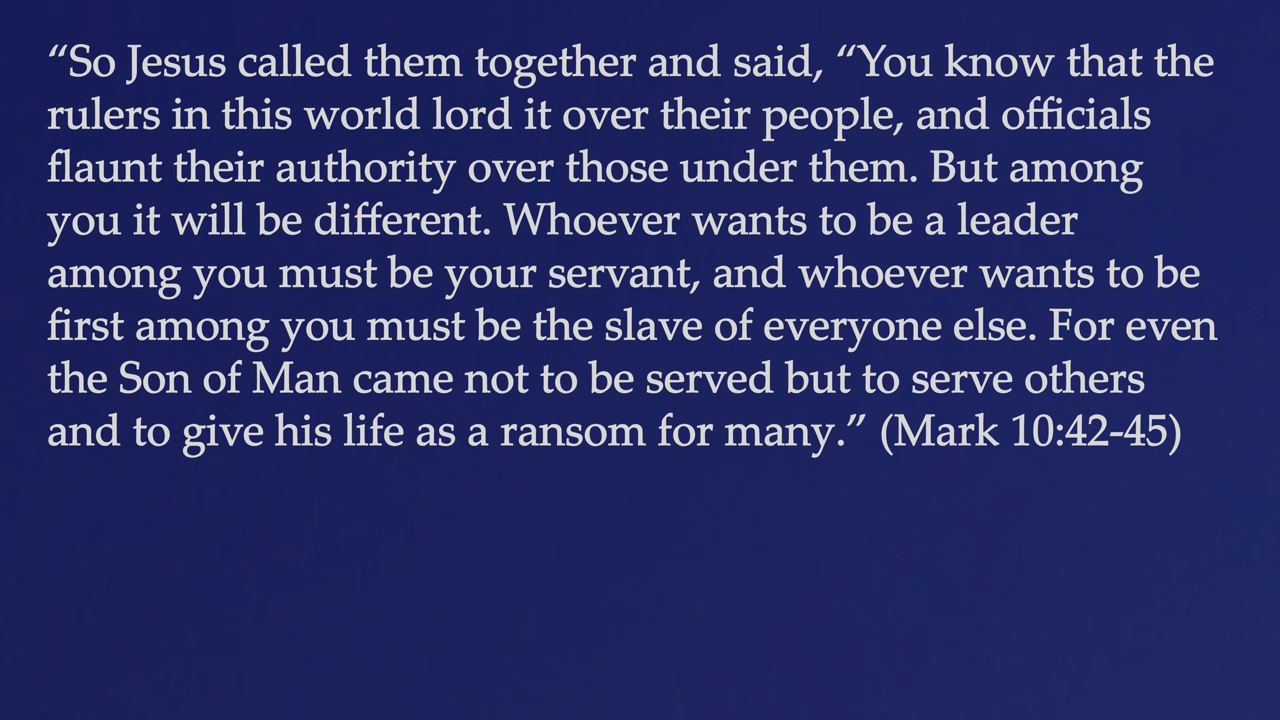 “So Jesus called them together and said, “You know that the
rulers in this world lord it over their people, and officials
flaunt their authority over those under them. But among
you it will be different. Whoever wants to be a leader
among you must be your servant, and whoever wants to be
first among you must be the slave of everyone else. For even
the Son of Man came not to be served but to serve others
and to give his life as a ransom for many.” (Mark 10:42-45)